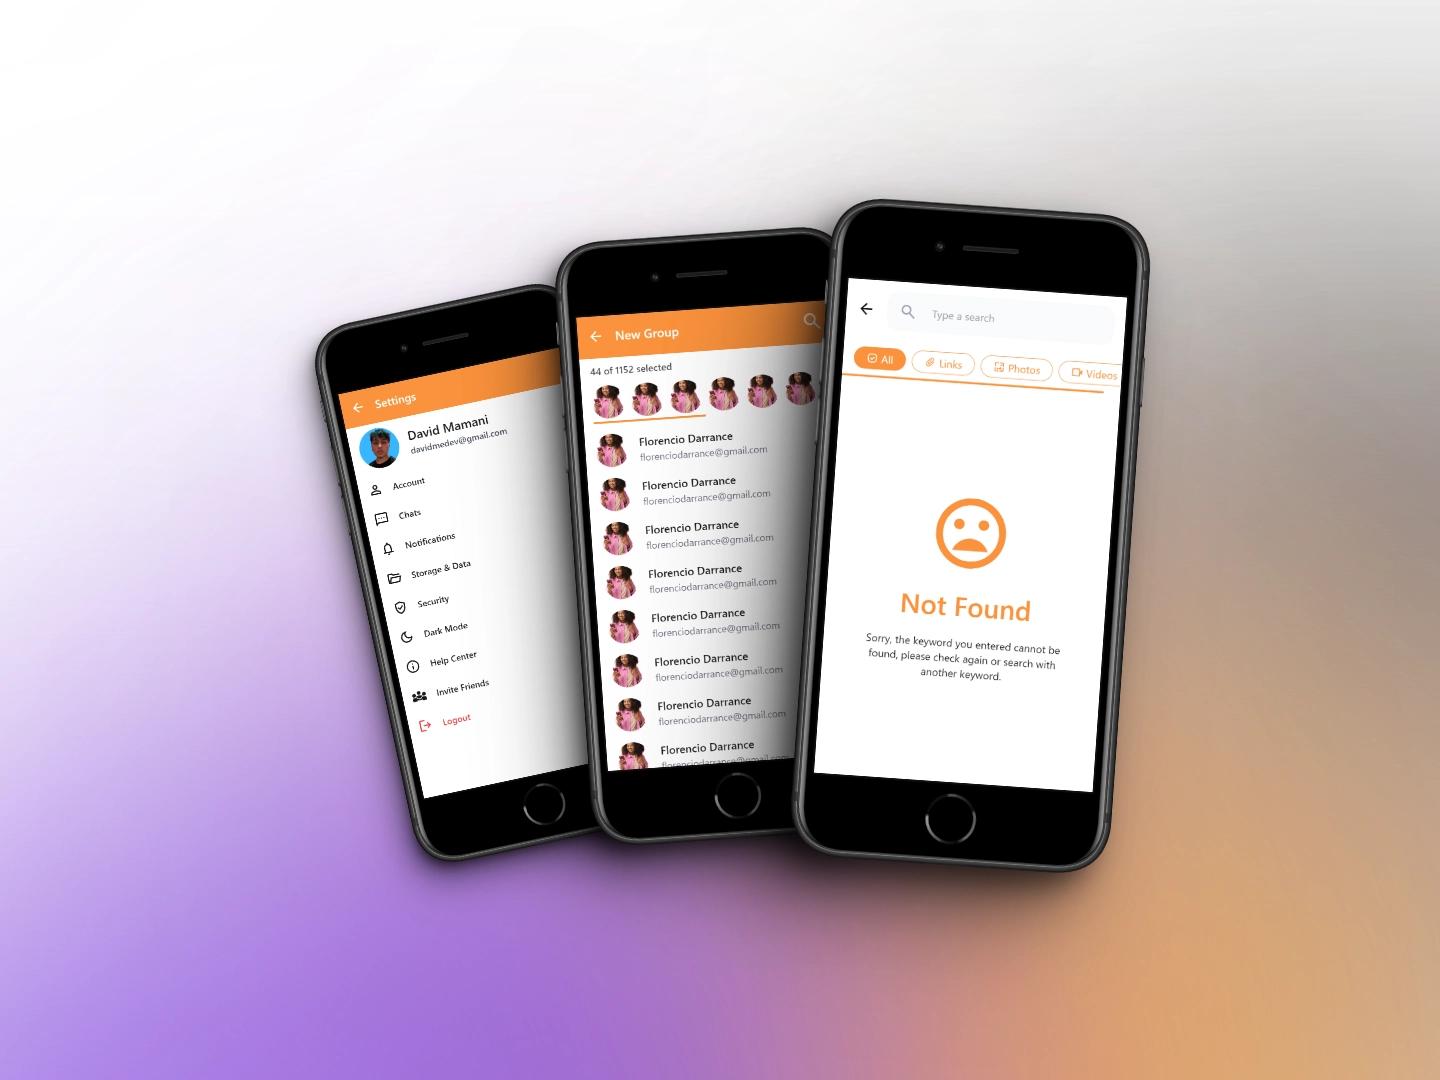 Settings
David Mamani
davidmedev@gmail.com
Account
Chats
Notifications
Storage & Data
Security
Dark Mode
Help Center
Invite Friends
Logout
New Group
44 of 1152 selected
Florencio Darrance
florenciodarrance@gmail.com
Florencio Darrance
florenciodarrance@gmail.com
Florencio Darrance
florenciodarrance@gmail.com
Florencio Darrance
florenciodarrance@gmail.com
Florencio Darrance
florenciodarrance@gmail.com
Florencio Darrance
florenciodarrance@gmail.com
Florencio Darrance
florenciodarrance@gmail.com
Florencio Darrance
florenciodarrance@gmail.com
Type a search
All
Links
Photos
Videos
Not Found
Sorry, the keyword you entered cannot be
found, please check again or search with
another keyword.